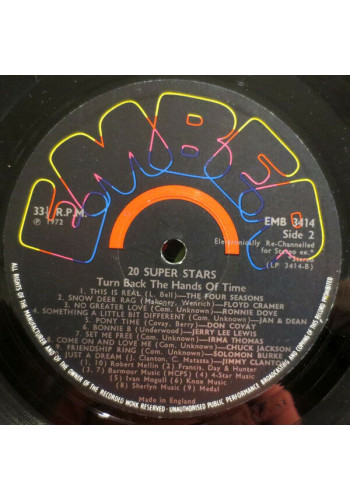 EMBER
33⅓ R.P.M.
℗ 1972
EMB 3414
Side 2
Electronically Re-Channelled
for Stereo ex.*
Stereo
(LP 3414-B)
20 SUPER STARS
Turn Back The Hands Of Time
1. THIS IS REAL (L. Bell)—THE FOUR SEASONS
2. SNOW DEER RAG (Mahoney, Wenrich)—FLOYD CRAMER
3. NO GREATER LOVE (Com. Unknown)—RONNIE DOVE
4. SOMETHING A LITTLE BIT DIFFERENT (Com. Unknown)—JAN & DEAN
5. PONY TIME (Covay, Berry)—DON COVAY
6. BONNIE B (Underwood)—JERRY LEE LEWIS
7. SET ME FREE (Com. Unknown)—IRMA THOMAS
COME ON AND LOVE ME (Com. Unknown)—CHUCK JACKSON
9. FRIENDSHIP RING (Com. Unknown)—SOLOMON BURKE
JUST A DREAM (J. Clanton, C. Matassa)—JIMMY CLANTON
(1, 10) Robert Mellin (2) Francis, Day & Hunter
(3, 7) Barmour Music (MCPS) (4) 4-Star Music
(5) Ivan Mogull (6) Knox Music
(8) Sherlyn Music (9) Medal
Made in England
ALL RIGHTS OF THE MANUFACTURER AND OF THE OWNER OF THE RECORDED WORK RESERVED · UNAUTHORISED PUBLIC PERFORMANCE, BROADCASTING AND COPYING OF THIS DISC PROHIBITED